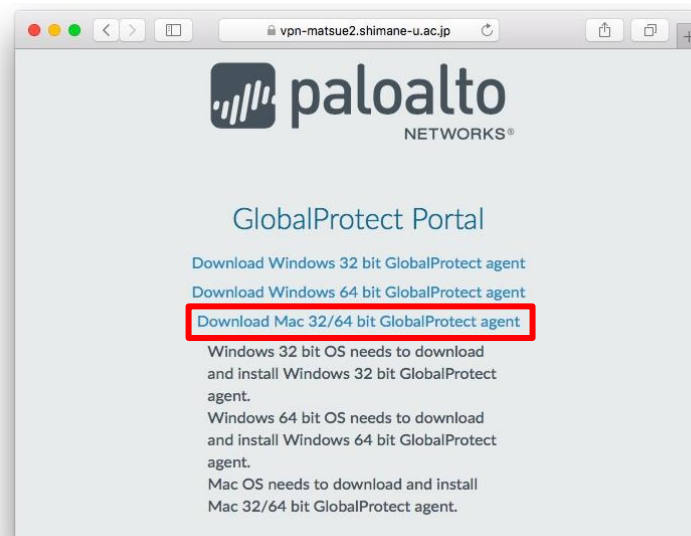 vpn-matsue2.shimane-u.ac.jp
paloalto
NETWORKS®
GlobalProtect Portal
Download Windows 32 bit GlobalProtect agent
Download Windows 64 bit GlobalProtect agent
Download Mac 32/64 bit GlobalProtect agent
Windows 32 bit OS needs to download
and install Windows 32 bit GlobalProtect
agent.
Windows 64 bit OS needs to download
and install Windows 64 bit GlobalProtect
agent.
Mac OS needs to download and install
Mac 32/64 bit GlobalProtect agent.